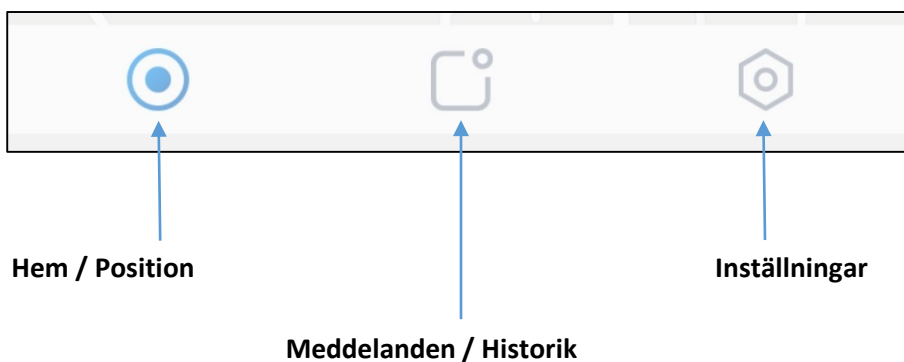 Hem / Position
Inställningar
Meddelanden / Historik